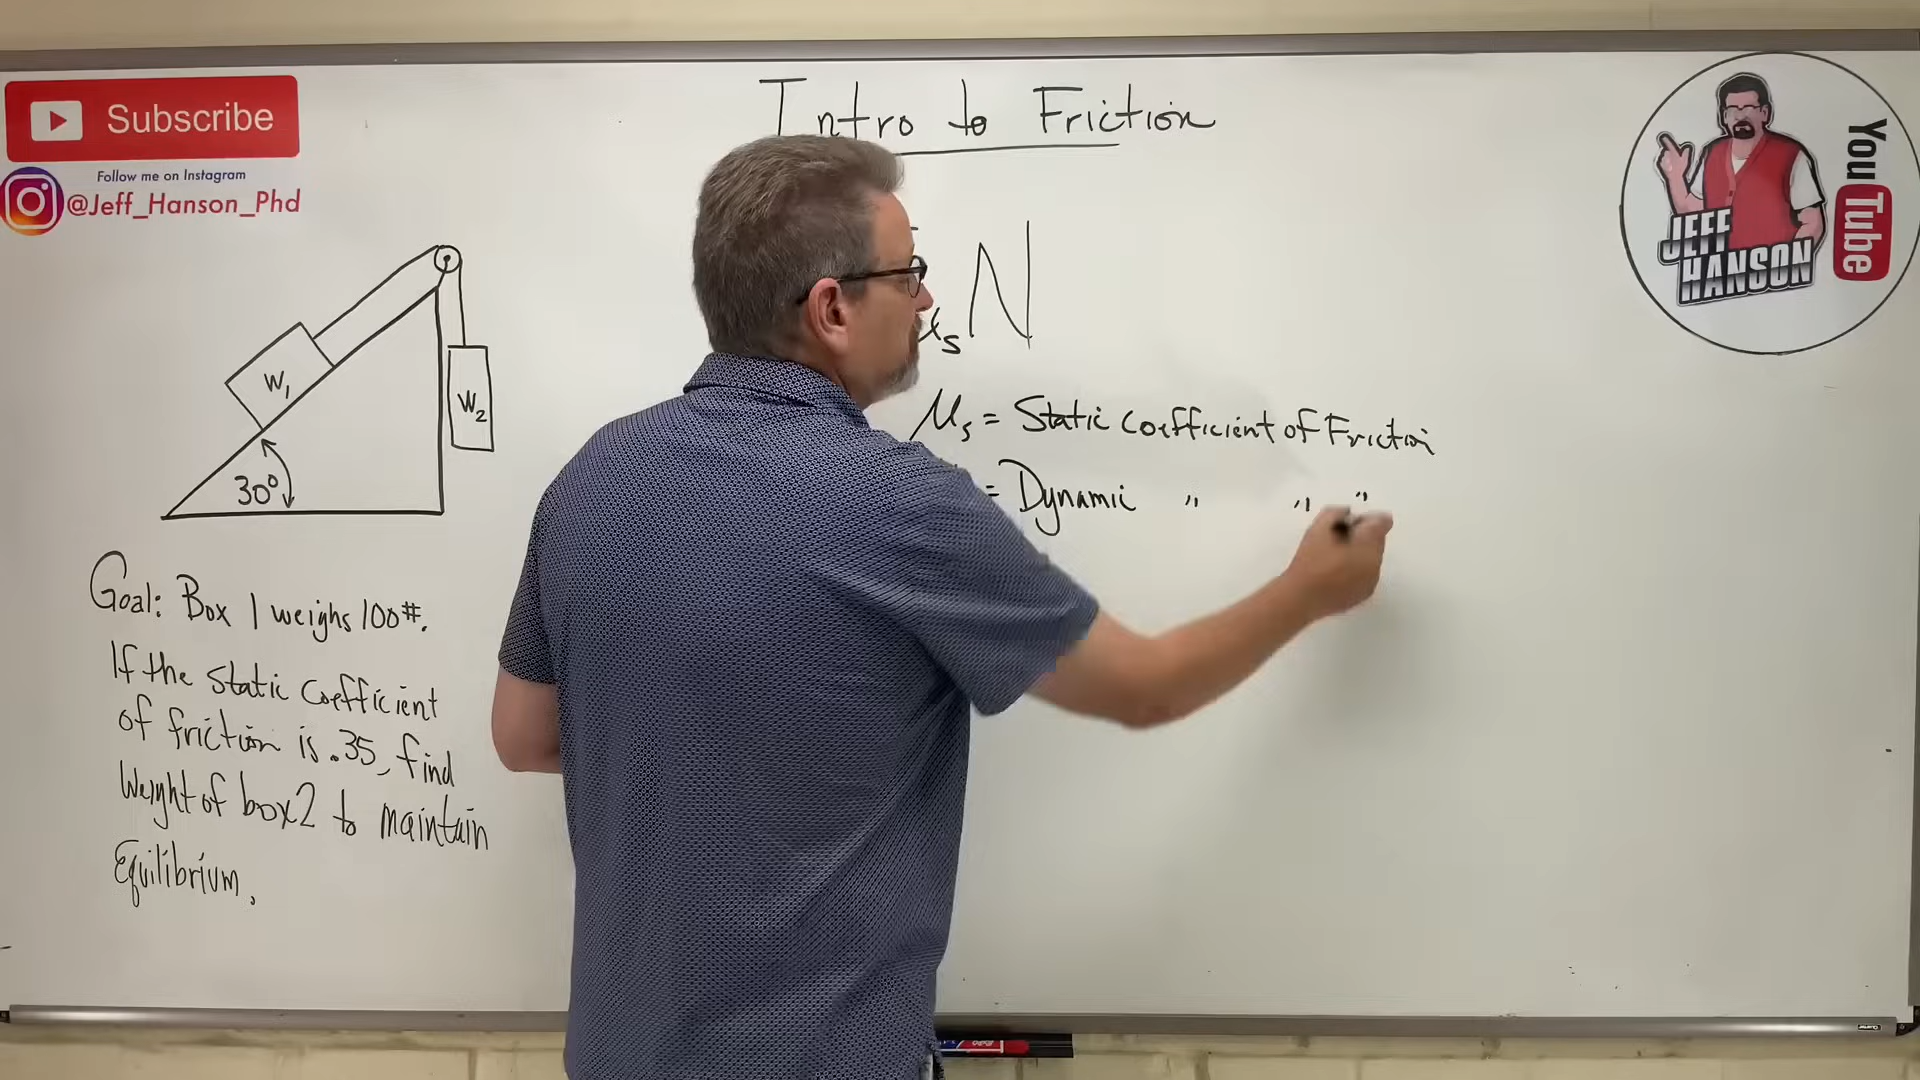 Subscribe
Follow me on Instagram
@Jeff_Hanson_Phd
Intro to Friction
YouTube
JEFF
HANSON
W1
W2
30°
N
s
μs = Static Coefficient of Friction
= Dynamic " " "
Goal: Box 1 weighs 100#.
If the Static Coefficient
of friction is .35, find
Weight of box 2 to maintain
Equilibrium.